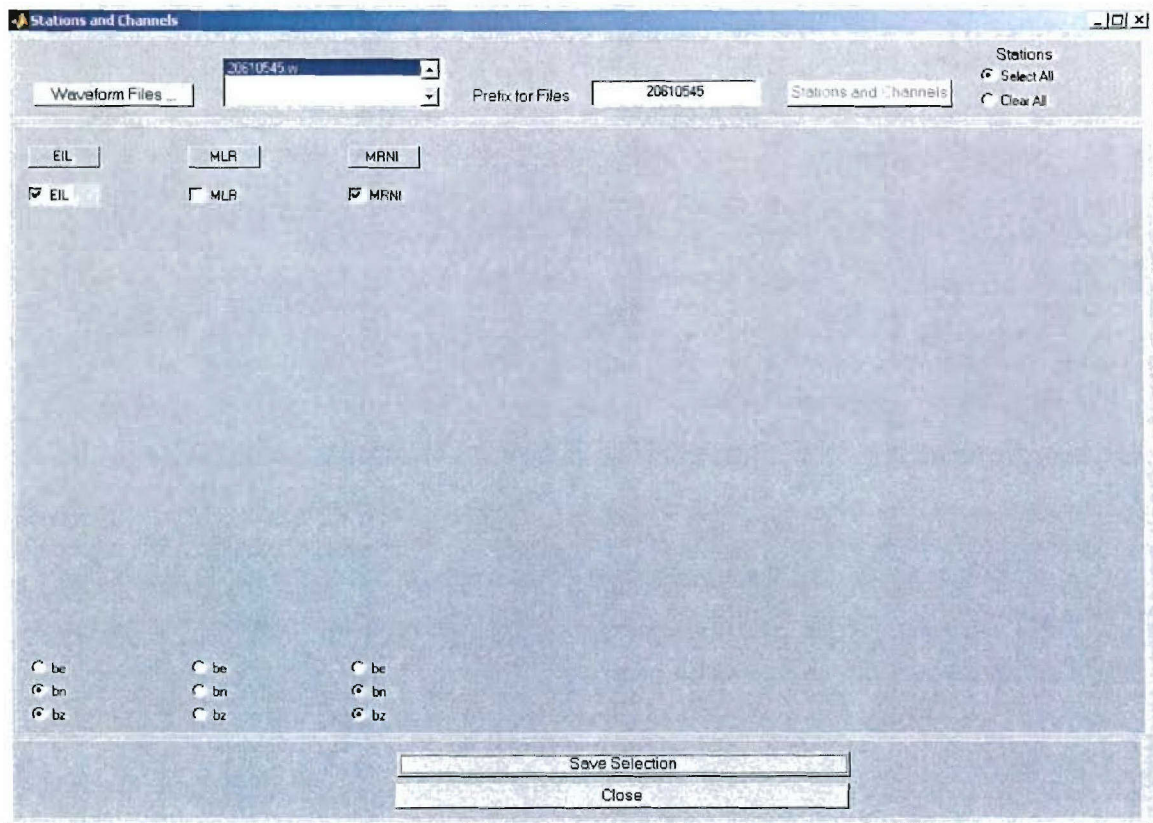 Stations and Channels
Stations
20610545.w
Select All
Waveform Files ...
Prefix for Files
20610545
Stations and Channels
Clear All
EIL
MLR
MRNI
EIL
MLR
MRNI
be
be
be
bn
bn
bn
bz
bz
bz
Save Selection
Close